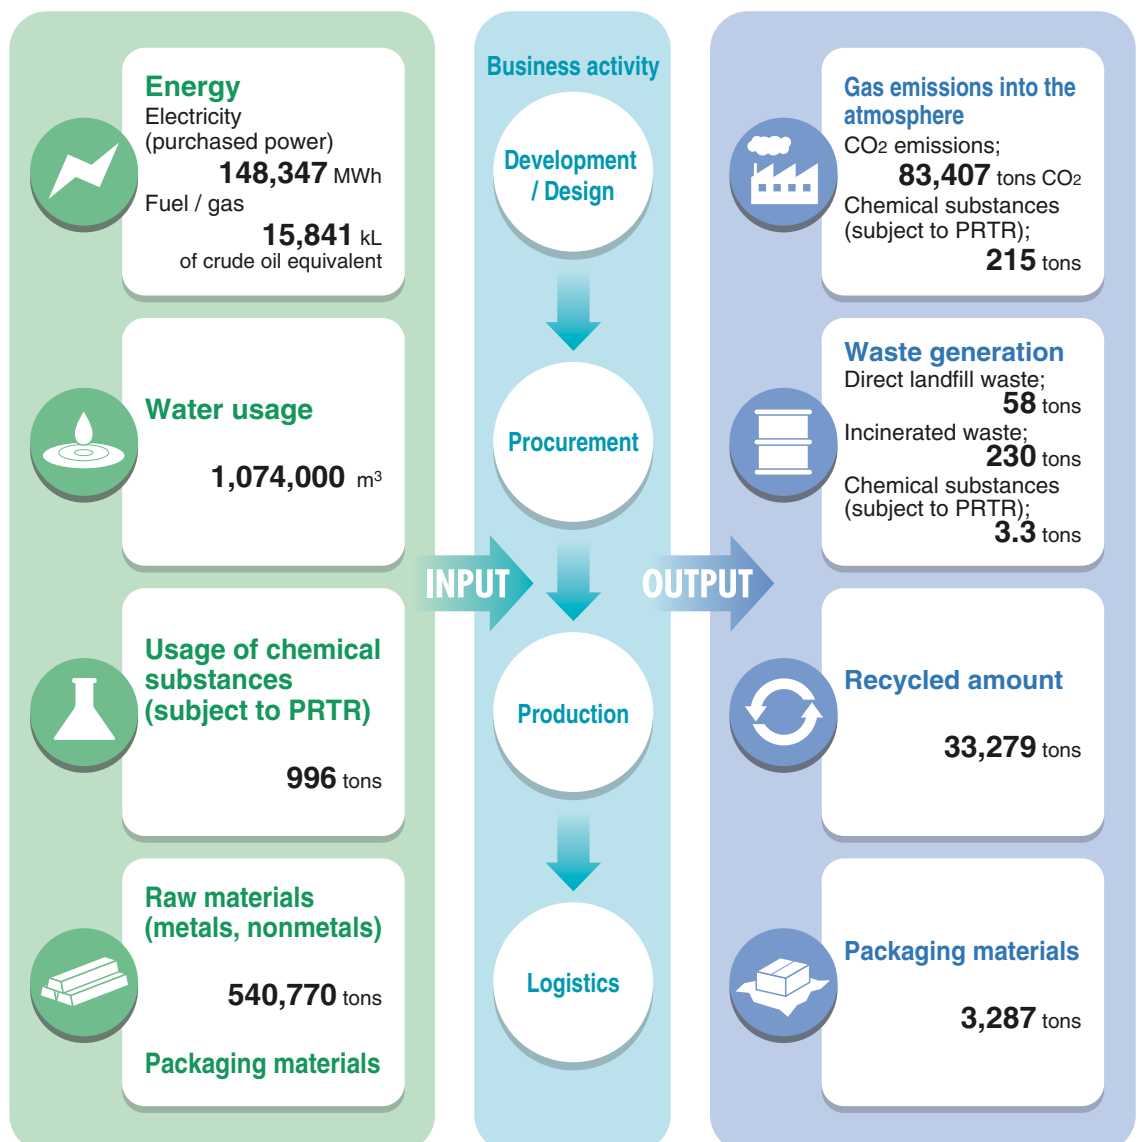 Energy
Electricity
(purchased power)
148,347 MWh
Fuel / gas
15,841 kL
of crude oil equivalent
Water usage
1,074,000 m³
Usage of chemical
substances
(subject to PRTR)
996 tons
Raw materials
(metals, nonmetals)
540,770 tons
Packaging materials
INPUT
Business activity
Development
/ Design
Procurement
Production
Logistics
OUTPUT
Gas emissions into the
atmosphere
CO2 emissions;
83,407 tons CO2
Chemical substances
(subject to PRTR);
215 tons
Waste generation
Direct landfill waste;
58 tons
Incinerated waste;
230 tons
Chemical substances
(subject to PRTR);
3.3 tons
Recycled amount
33,279 tons
Packaging materials
3,287 tons